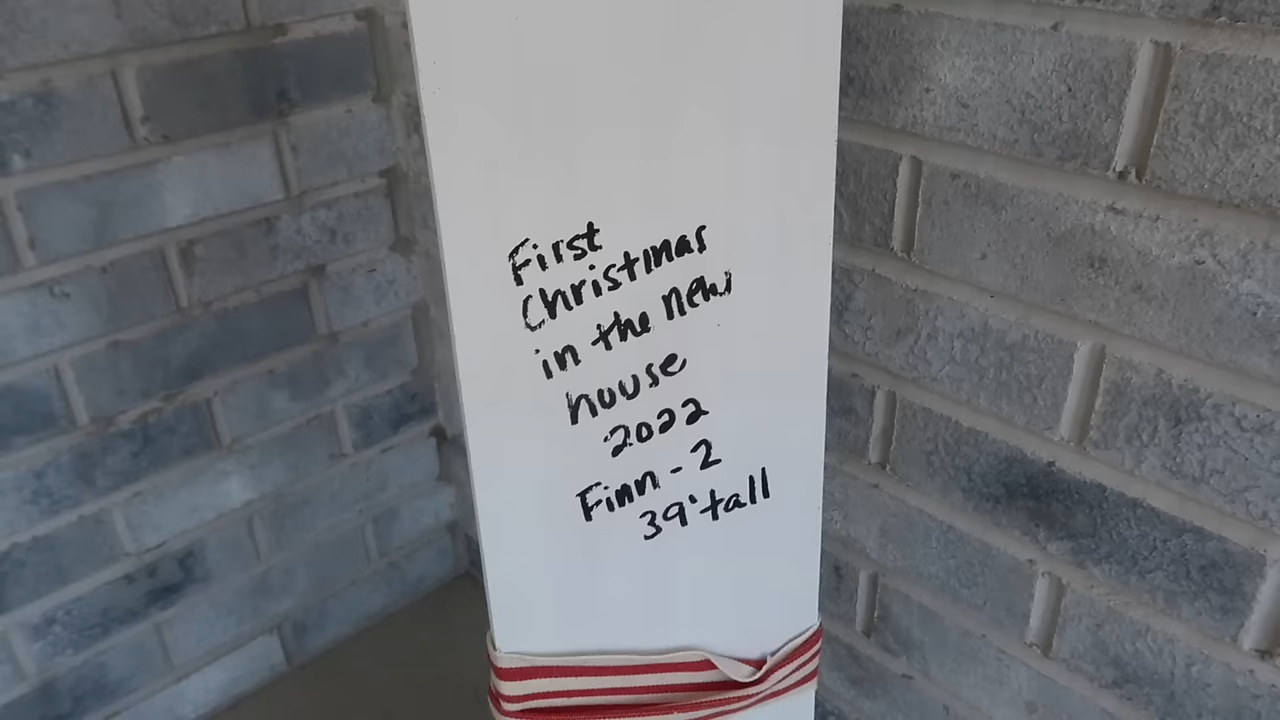 First
Christmas
in the new
house
2022
Finn - 2
39' tall